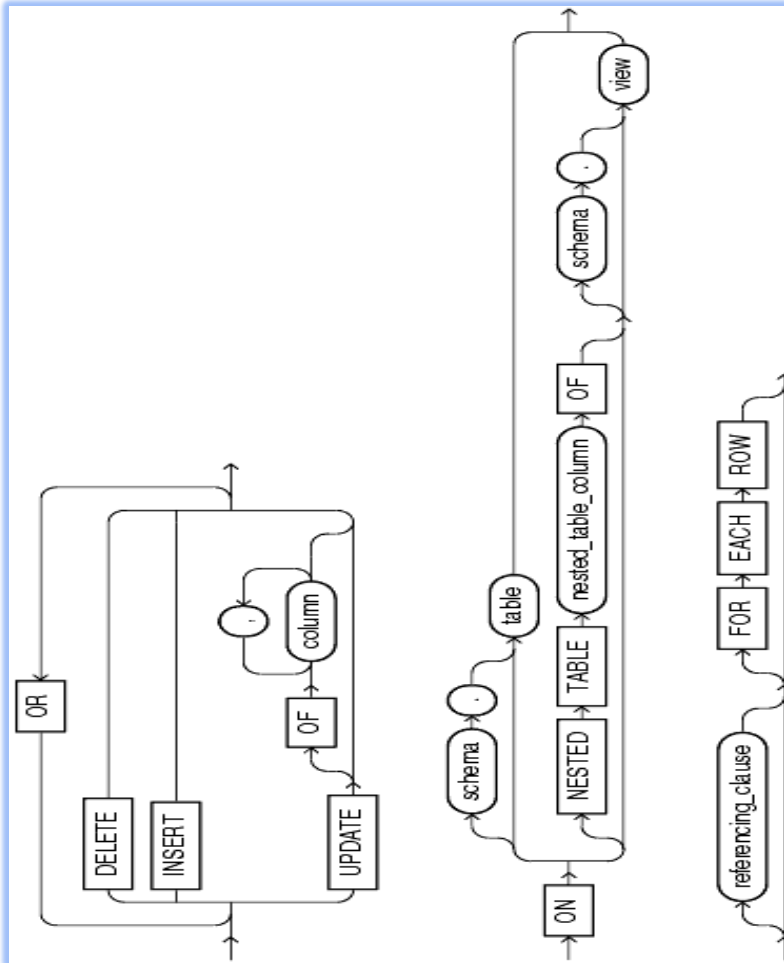 OR
DELETE
INSERT
UPDATE OF column
,
ON schema . table
NESTED TABLE nested_table_column OF schema . view
referencing_clause FOR EACH ROW